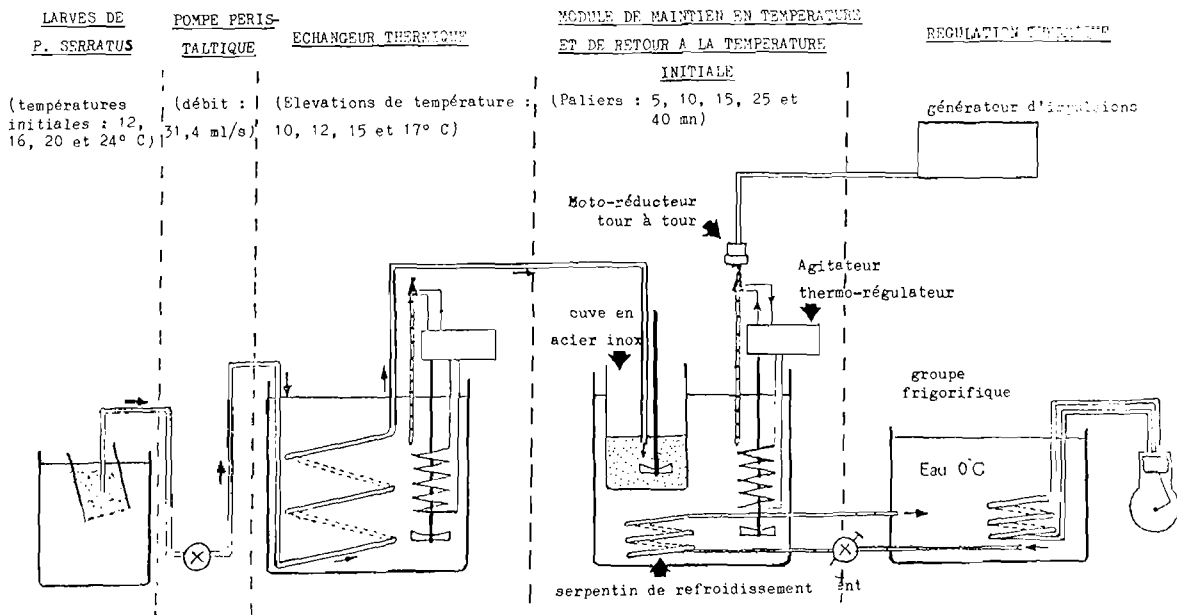 LARVES DE
P. SERRATUS
(températures
initiales : 12,
16, 20 et 24° C)
POMPE PERIS-
TALTIQUE
(débit :
31,4 ml/s)
ECHANGEUR THERMIQUE
(Elevations de température :
10, 12, 15 et 17° C)
MODULE DE MAINTIEN EN TEMPERATURE
ET DE RETOUR A LA TEMPERATURE
INITIALE
(Paliers : 5, 10, 15, 25 et
40 mn)
REGULATION THERMIQUE
générateur d'impulsions
Moto-réducteur
tour à tour
Agitateur
thermo-régulateur
cuve en
acier inox
groupe
frigorifique
Eau 0°C
serpentin de refroidissement